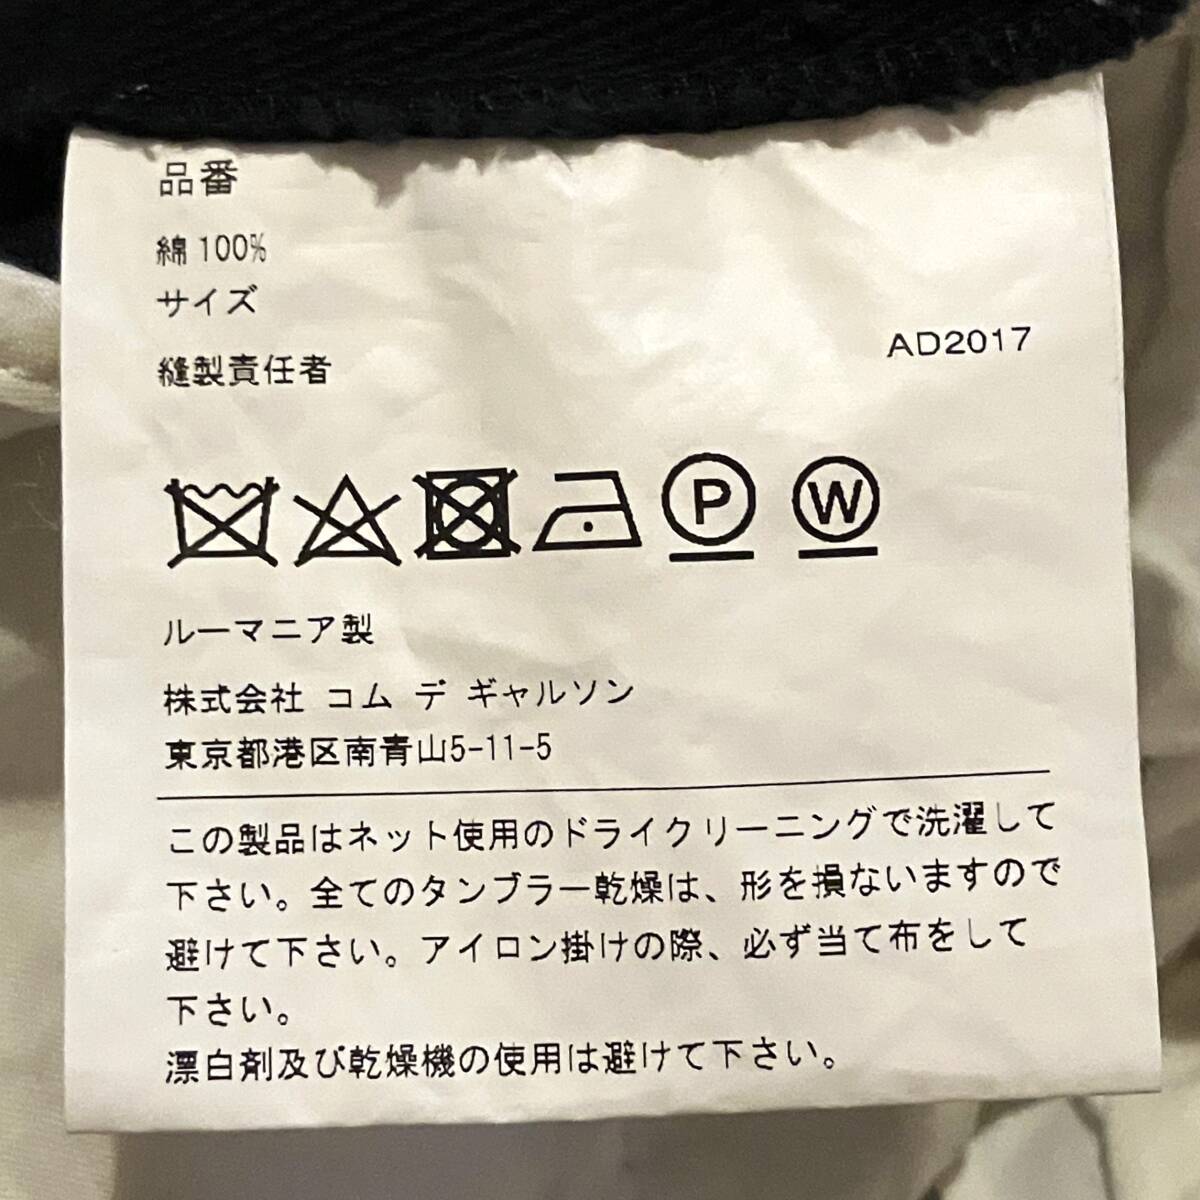 品番
綿 100%
サイズ
AD2017
縫製責任者
P W
ルーマニア製
株式会社 コム デ ギャルソン
東京都港区南青山5-11-5
この製品はネット使用のドライクリーニングで洗濯して
下さい。全てのタンブラー乾燥は、形を損ないますので
避けて下さい。アイロン掛けの際、必ず当て布をして
下さい。
漂白剤及び乾燥機の使用は避けて下さい。